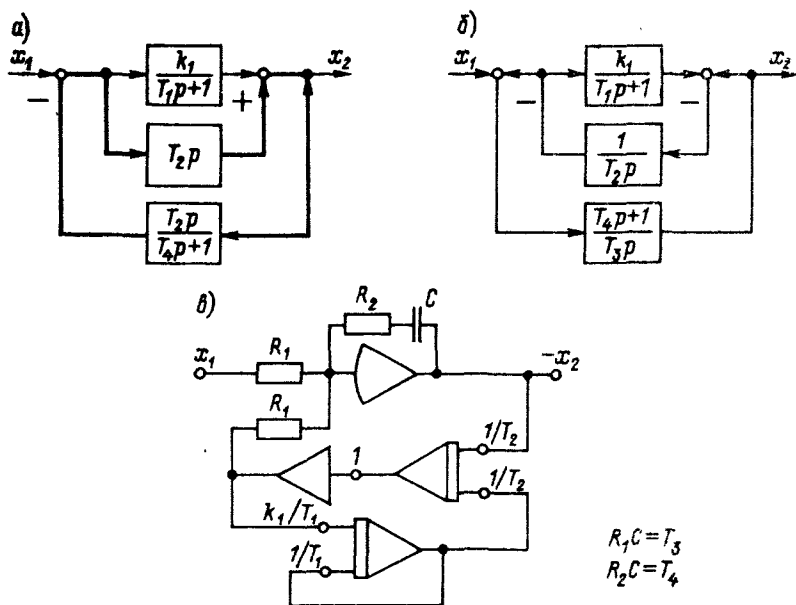 а)
x₁
−
k₁
T₁p+1
+
x₂
T₂p
T₂p
T₄p+1
б)
x₁
−
k₁
T₁p+1
−
x₂
1
T₂p
T₄p+1
T₃p
в)
R₂ C
x₁ R₁ −x₂
R₁
1 1/T₂
1/T₂
k₁/T₁
1/T₁
R₁C=T₃
R₂C=T₄